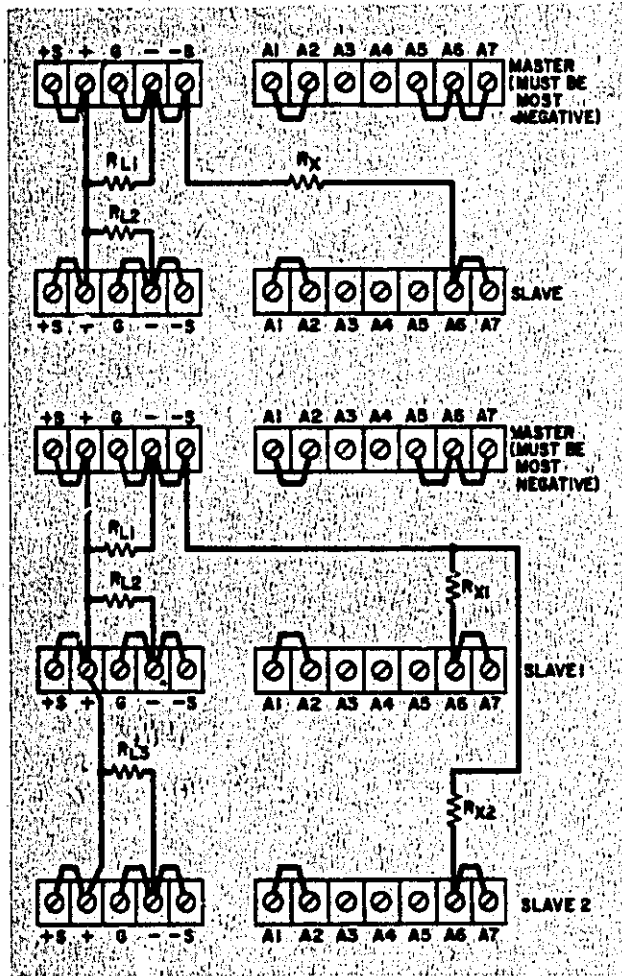 +S + G - -S A1 A2 A3 A4 A5 A6 A7
MASTER
(MUST BE
MOST
NEGATIVE)
RL1
RX
RL2
SLAVE
+S + G - -S A1 A2 A3 A4 A5 A6 A7
+S + G - -S A1 A2 A3 A4 A5 A6 A7
MASTER
(MUST BE
MOST
NEGATIVE)
RL1
RL2
RX1
SLAVE 1
+S + G - -S A1 A2 A3 A4 A5 A6 A7
RL3
RX2
SLAVE 2
+S + G - -S A1 A2 A3 A4 A5 A6 A7